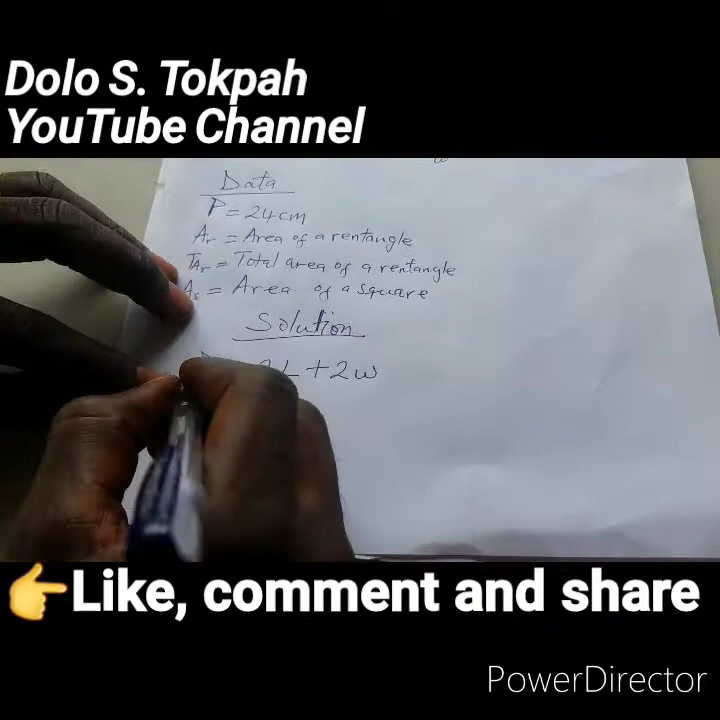 Dolo S. Tokpah
YouTube Channel
w
Data
P = 24cm
Ar = Area of a rentangle
TAr = Total area of a rentangle
As = Area of a square
Solution
2L + 2w
👉Like, comment and share
PowerDirector